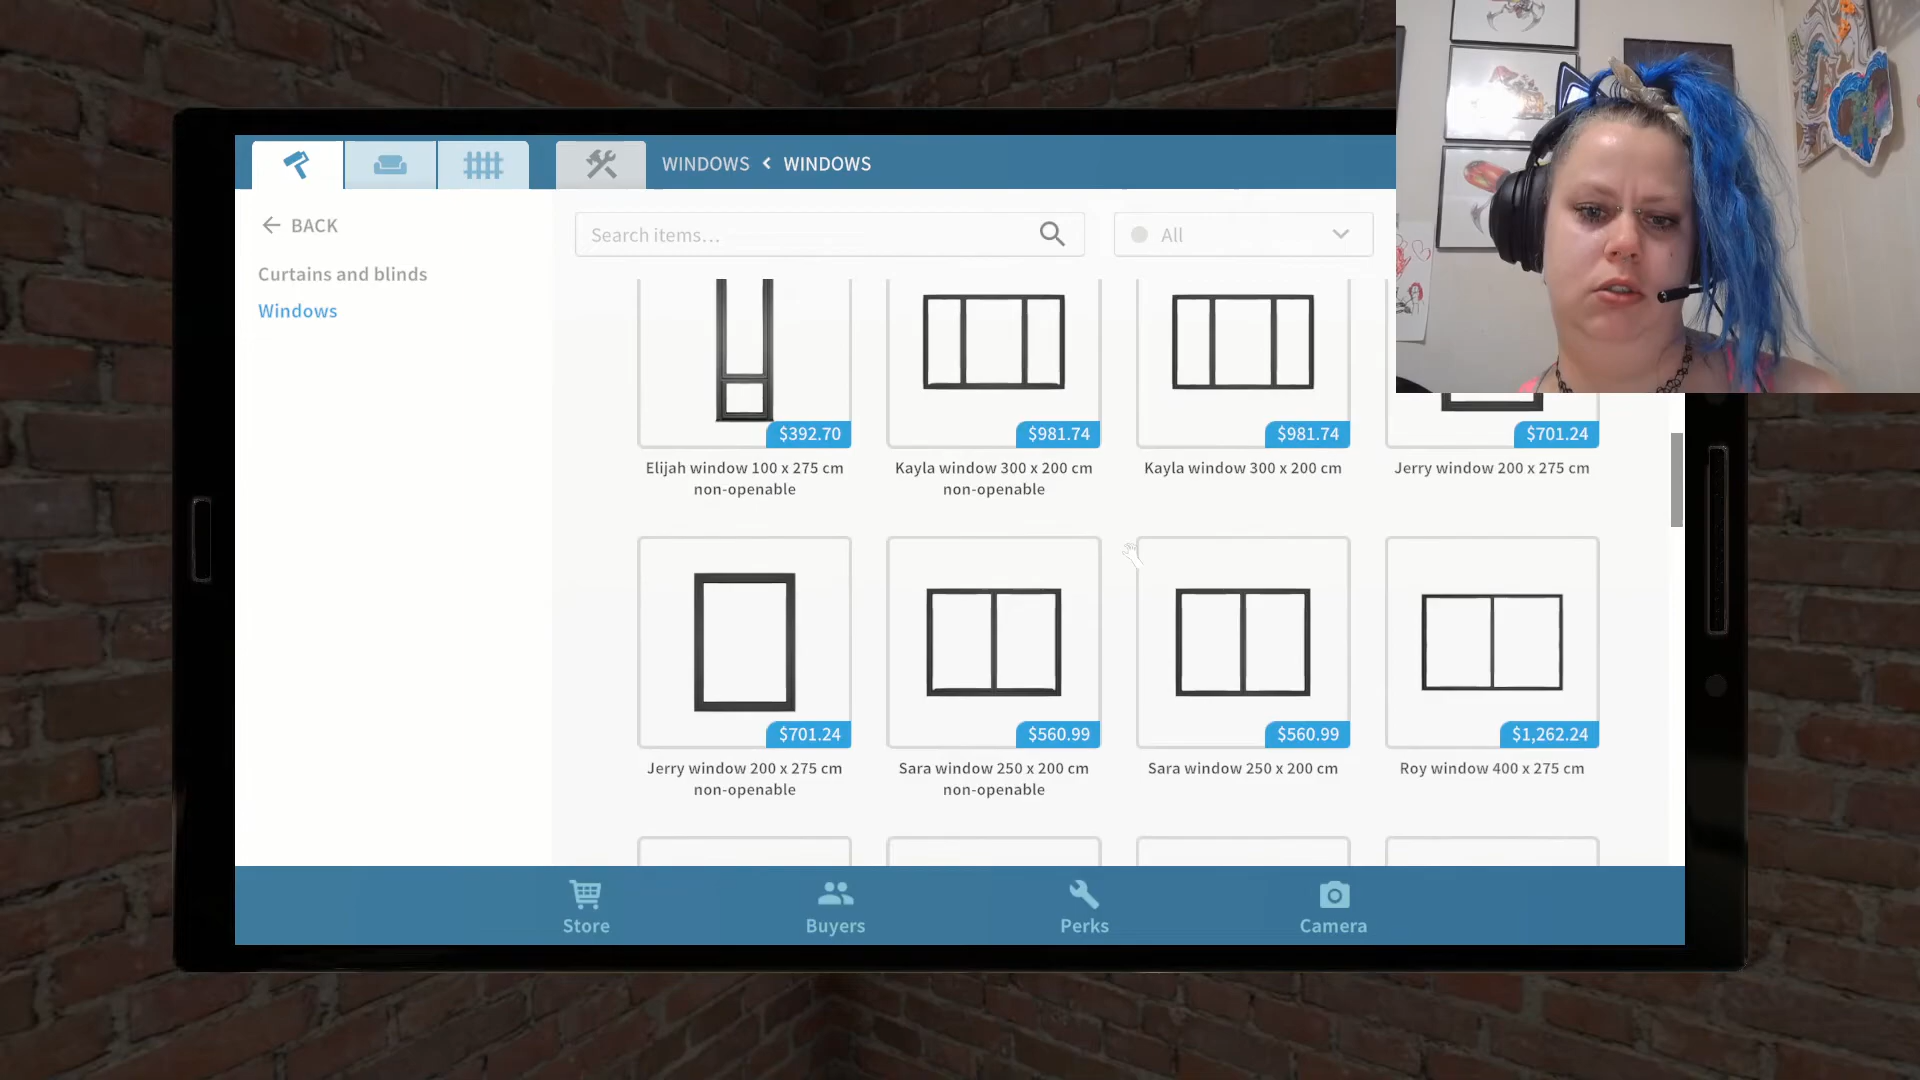 WINDOWS < WINDOWS
BACK
Search items...
All
Curtains and blinds
Windows
$392.70
$981.74
$981.74
$701.24
Elijah window 100 x 275 cm
non-openable
Kayla window 300 x 200 cm
non-openable
Kayla window 300 x 200 cm
Jerry window 200 x 275 cm
$701.24
$560.99
$560.99
$1,262.24
Jerry window 200 x 275 cm
non-openable
Sara window 250 x 200 cm
non-openable
Sara window 250 x 200 cm
Roy window 400 x 275 cm
Store
Buyers
Perks
Camera